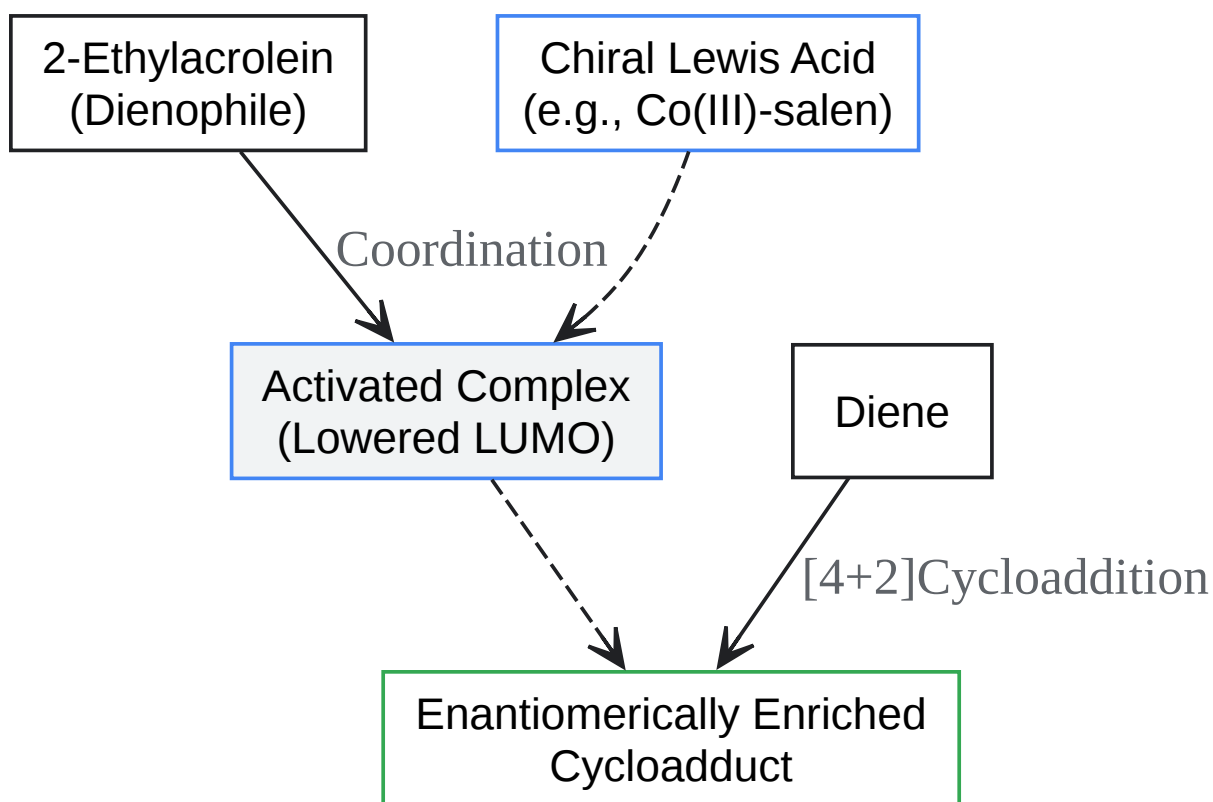 2-Ethylacrolein
(Dienophile)
Chiral Lewis Acid
(e.g., Co(III)-salen)
Coordination
Activated Complex
(Lowered LUMO)
Diene
[4+2]Cycloaddition
Enantiomerically Enriched
Cycloadduct